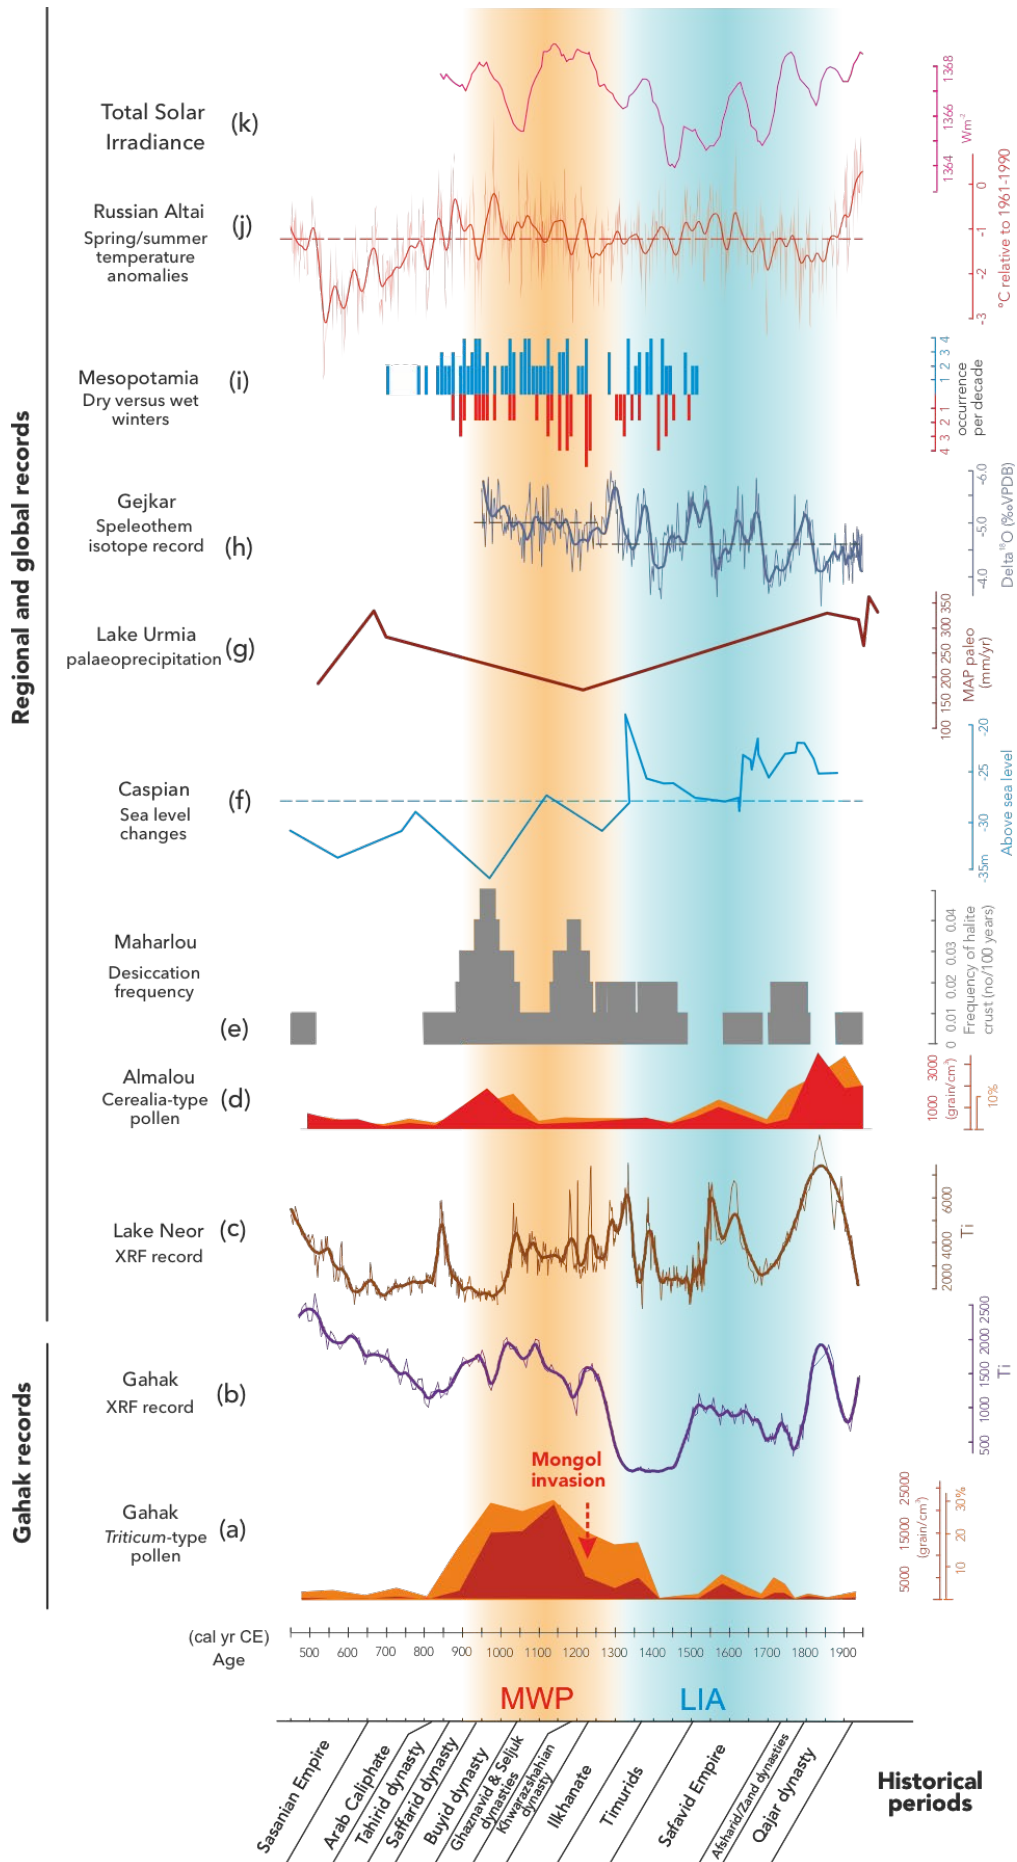 Regional and global records
Gahak records
Total Solar
Irradiance
(k)
1364 1366 1368
Wm⁻²
Russian Altai
Spring/summer
temperature
anomalies
(j)
-3 -2 -1 0
°C relative to 1961-1990
Mesopotamia
Dry versus wet
winters
(i)
4 3 2 1 1 2 3 4
occurrence
per decade
Gejkar
Speleothem
isotope record
(h)
-4.0 -5.0 -6.0
Delta ¹⁸O (‰VPDB)
Lake Urmia
palaeoprecipitation
(g)
100 150 200 250 300 350
MAP paleo
(mm/yr)
Caspian
Sea level
changes
(f)
-35m -30 -25 -20
Above sea level
Maharlou
Desiccation
frequency
(e)
0 0.01 0.02 0.03 0.04
Frequency of halite
crust (no/100 years)
Almalou
Cerealia-type
pollen
(d)
1000 3000
(grain/cm³)
10%
Lake Neor
XRF record
(c)
2000 4000 6000
Ti
Gahak
XRF record
(b)
500 1000 1500 2000 2500
Ti
Mongol
invasion
Gahak
Triticum-type
pollen
(a)
5000 15000 25000
(grain/cm³)
10 20 30%
(cal yr CE)
Age
500 600 700 800 900 1000 1100 1200 1300 1400 1500 1600 1700 1800 1900
MWP
LIA
Sasanian Empire
Arab Caliphate
Tahirid dynasty
Saffarid dynasty
Buyid dynasty
Ghaznavid & Seljuk
dynasties
Khwarazshahian
dynasty
Ilkhanate
Timurids
Safavid Empire
Afsharid/Zand dynasties
Qajar dynasty
Historical
periods